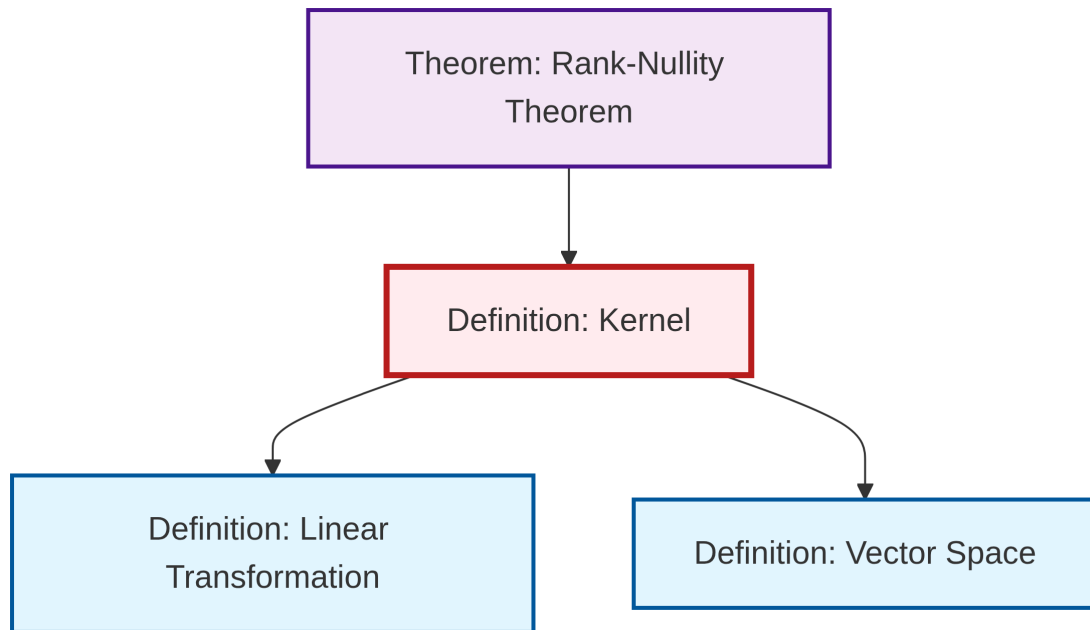 Theorem: Rank-Nullity
Theorem
Definition: Kernel
Definition: Linear
Transformation
Definition: Vector Space